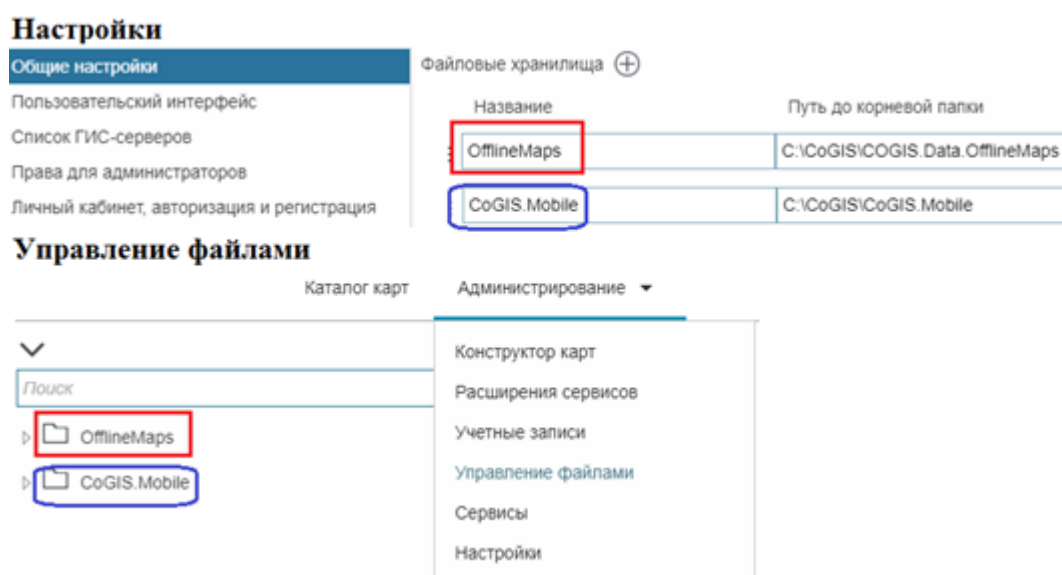 Настройки
Общие настройки
Файловые хранилища
Пользовательский интерфейс
Название Путь до корневой папки
Список ГИС-серверов
OfflineMaps C:\CoGIS\COGIS.Data.OfflineMaps
Права для администраторов
Личный кабинет, авторизация и регистрация
CoGIS.Mobile C:\CoGIS\CoGIS.Mobile
Управление файлами
Каталог карт Администрирование
Конструктор карт
Поиск
Расширения сервисов
OfflineMaps
Учетные записи
CoGIS.Mobile
Управление файлами
Сервисы
Настройки